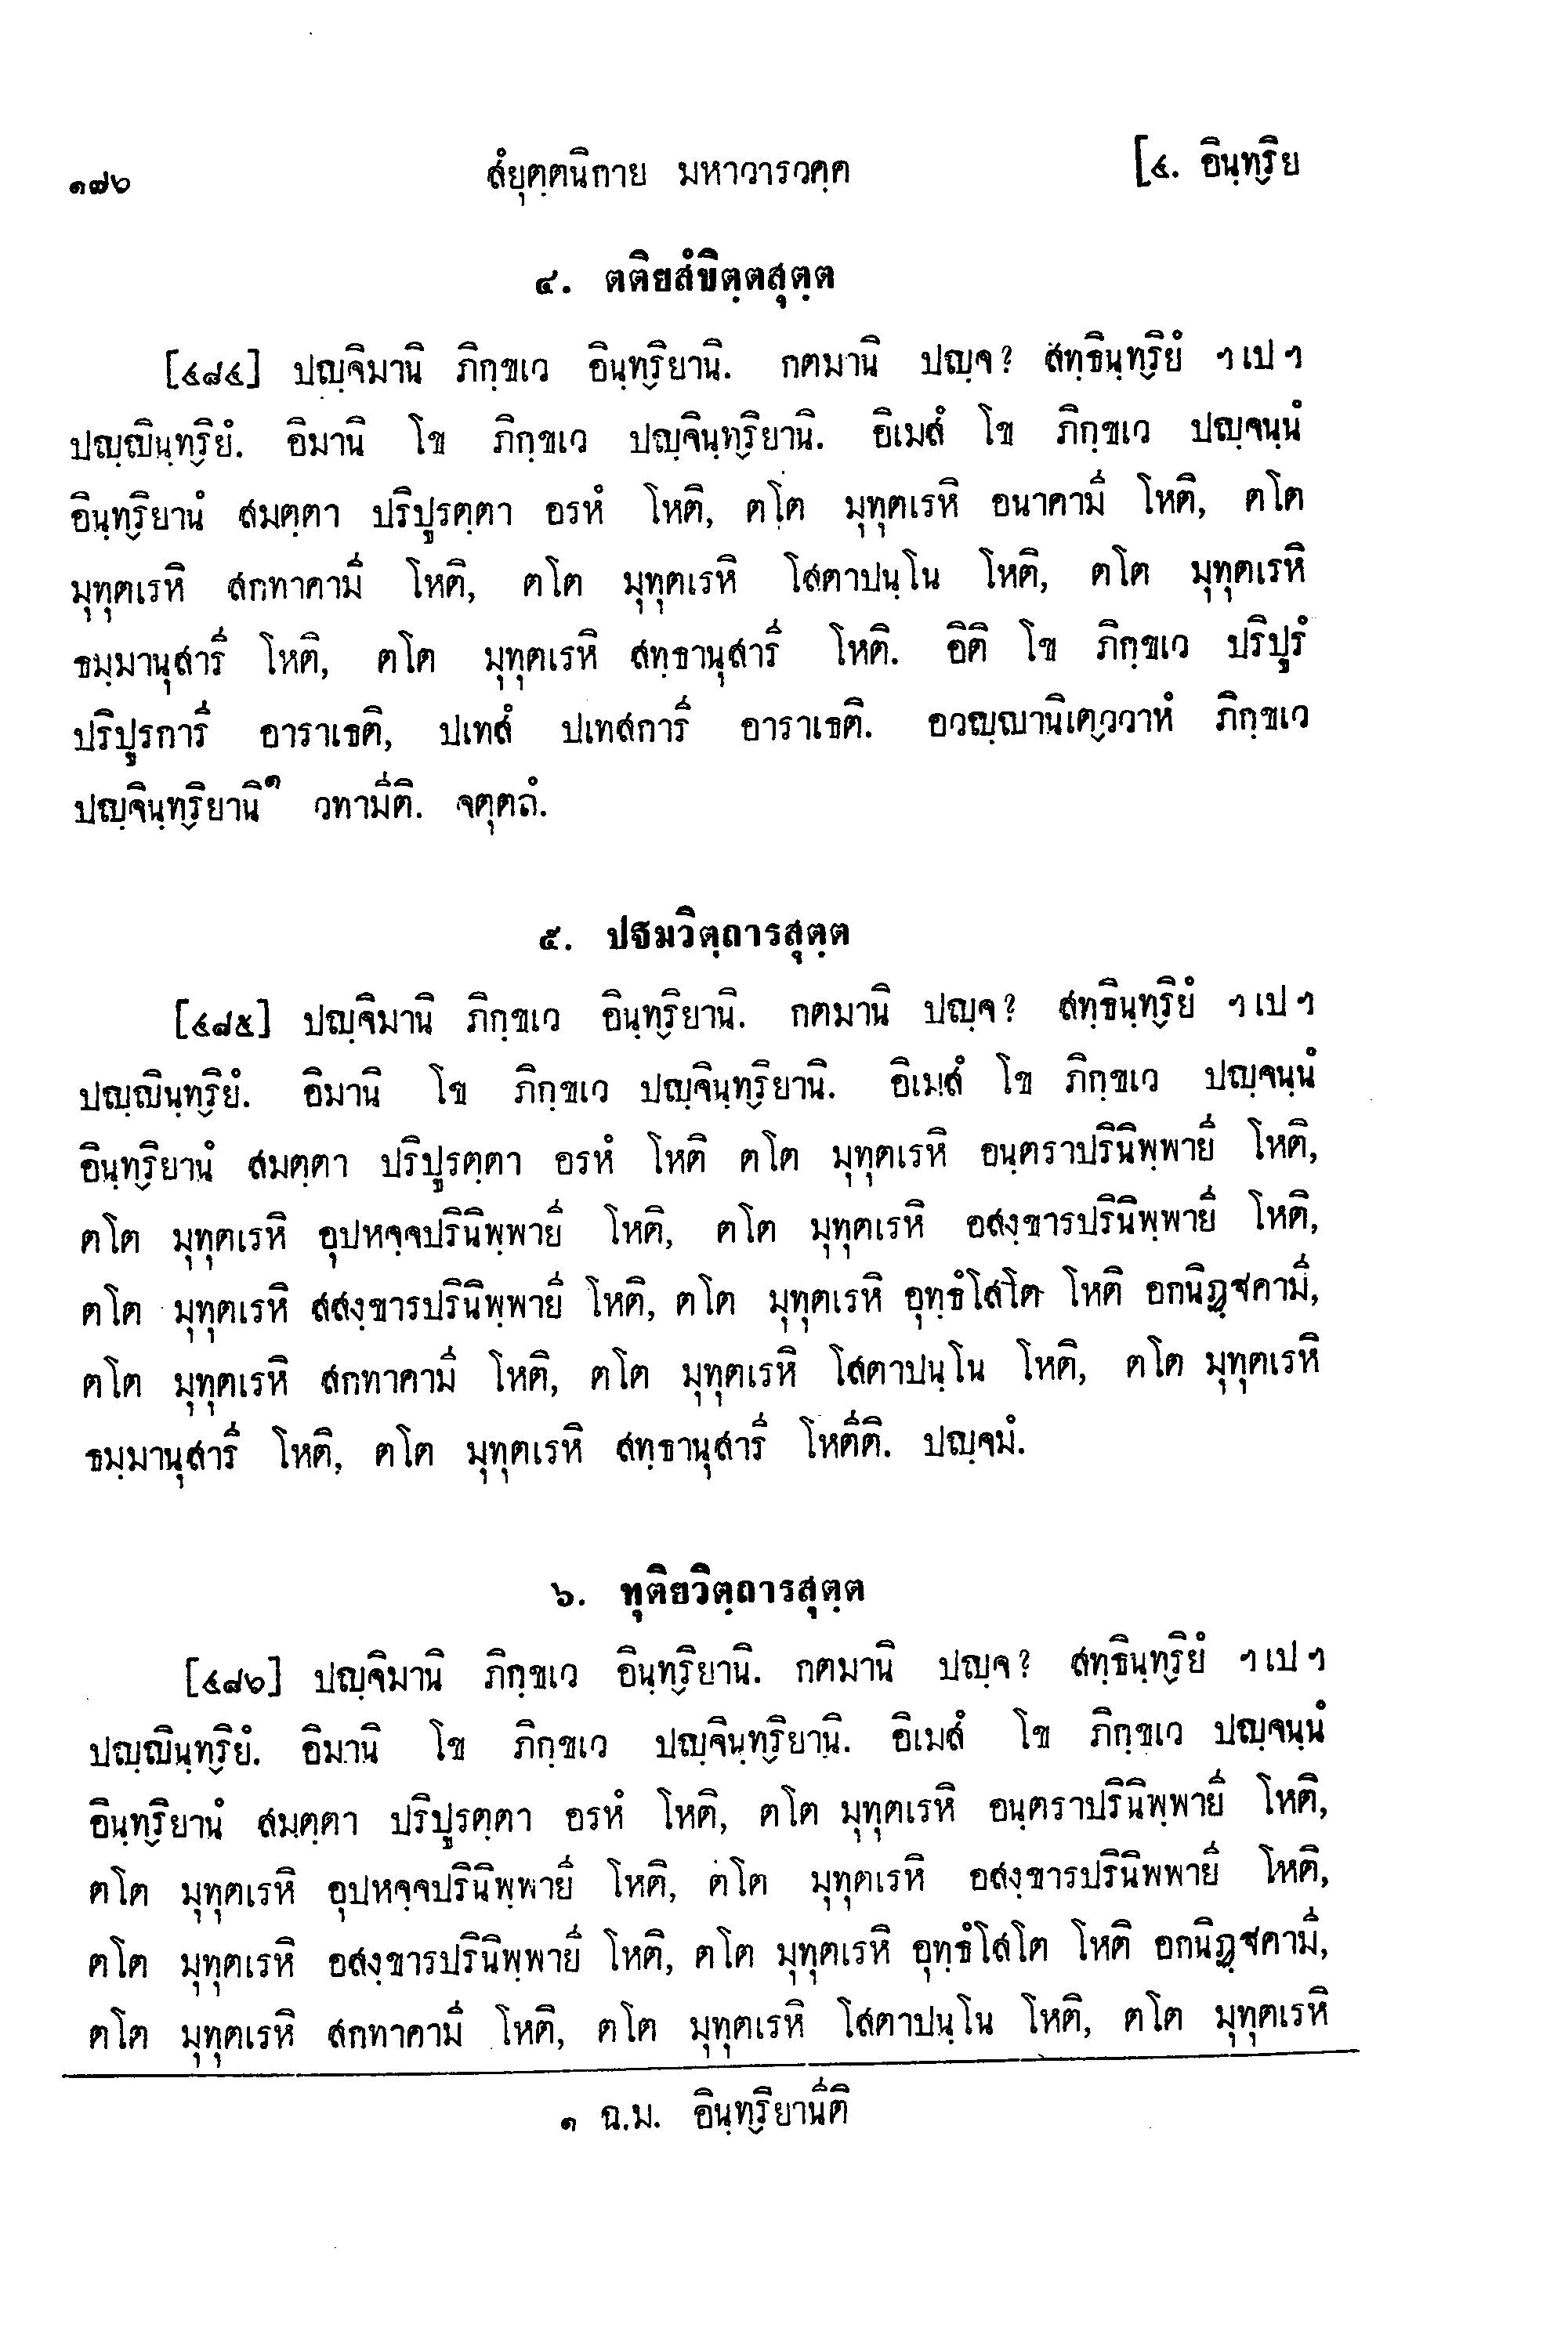 ๑๗๖ สํยุตฺตนิกาย มหาวารวคฺค [๔. อินฺทฺริย
๔. ตติยสํขิตฺตสุตฺต
[๔๘๔] ปญฺจิมานิ ภิกฺขเว อินฺทฺริยานิ. กตมานิ ปญฺจ? สทฺธินฺทฺริยํ ฯ เป ฯ
ปญฺญินฺทฺริยํ. อิมานิ โข ภิกฺขเว ปญฺจินฺทฺริยานิ. อิเมสํ โข ภิกฺขเว ปญฺจนฺนํ
อินฺทฺริยานํ สมตฺตา ปริปูรตฺตา อรหํ โหติ, ตโต มุทุตเรหิ อนาคามี โหติ, ตโต
มุทุตเรหิ สกทาคามี โหติ, ตโต มุทุตเรหิ โสตาปนฺโน โหติ, ตโต มุทุตเรหิ
ธมฺมานุสารี โหติ, ตโต มุทุตเรหิ สทฺธานุสารี โหติ. อิติ โข ภิกฺขเว ปริปูรํ
ปริปูรการี อาราเธติ, ปเทสํ ปเทสการี อาราเธติ. อวญฺฌานิเตฺววาหํ ภิกฺขเว
ปญฺจินฺทฺริยานิ๑ วทามีติ. จตุตถํ.
๕. ปฐมวิตฺถารสุตฺต
[๔๘๕] ปญฺจิมานิ ภิกฺขเว อินฺทฺริยานิ. กตมานิ ปญฺจ? สทฺธินฺทฺริยํ ฯ เป ฯ
ปญฺญินฺทฺริยํ. อิมานิ โข ภิกฺขเว ปญฺจินฺทฺริยานิ. อิเมสํ โข ภิกฺขเว ปญฺจนฺนํ
อินฺทฺริยานํ สมตฺตา ปริปูรตฺตา อรหํ โหติ ตโต มุทุตเรหิ อนฺตราปรินิพฺพายี โหติ,
ตโต มุทุตเรหิ อุปหจฺจปรินิพฺพายี โหติ, ตโต มุทุตเรหิ อสงฺขารปรินิพฺพายี โหติ,
ตโต มุทุตเรหิ สสงฺขารปรินิพฺพายี โหติ, ตโต มุทุตเรหิ อุทฺธํโสโต โหติ อกนิฏฺฐคามี,
ตโต มุทุตเรหิ สกทาคามี โหติ, ตโต มุทุตเรหิ โสตาปนฺโน โหติ, ตโต มุทุตเรหิ
ธมฺมานุสารี โหติ, ตโต มุทุตเรหิ สทฺธานุสารี โหตีติ. ปญฺจมํ.
๖. ทุติยวิตฺถารสุตฺต
[๔๘๖] ปญฺจิมานิ ภิกฺขเว อินฺทฺริยานิ. กตมานิ ปญฺจ? สทฺธินฺทฺริยํ ฯ เป ฯ
ปญฺญินฺทฺริยํ. อิมานิ โข ภิกฺขเว ปญฺจินฺทฺริยานิ. อิเมสํ โข ภิกฺขเว ปญฺจนฺนํ
อินฺทฺริยานํ สมตฺตา ปริปูรตฺตา อรหํ โหติ, ตโต มุทุตเรหิ อนฺตราปรินิพฺพายี โหติ,
ตโต มุทุตเรหิ อุปหจฺจปรินิพฺพายี โหติ, ตโต มุทุตเรหิ อสงฺขารปรินิพพายี โหติ,
ตโต มุทุตเรหิ อสงฺขารปรินิพฺพายี โหติ, ตโต มุทุตเรหิ อุทฺธํโสโต โหติ อกนิฏฺฐคามี,
ตโต มุทุตเรหิ สกทาคามี โหติ, ตโต มุทุตเรหิ โสตาปนฺโน โหติ, ตโต มุทุตเรหิ
๑ ฉ.ม. อินฺทฺริยานีติ